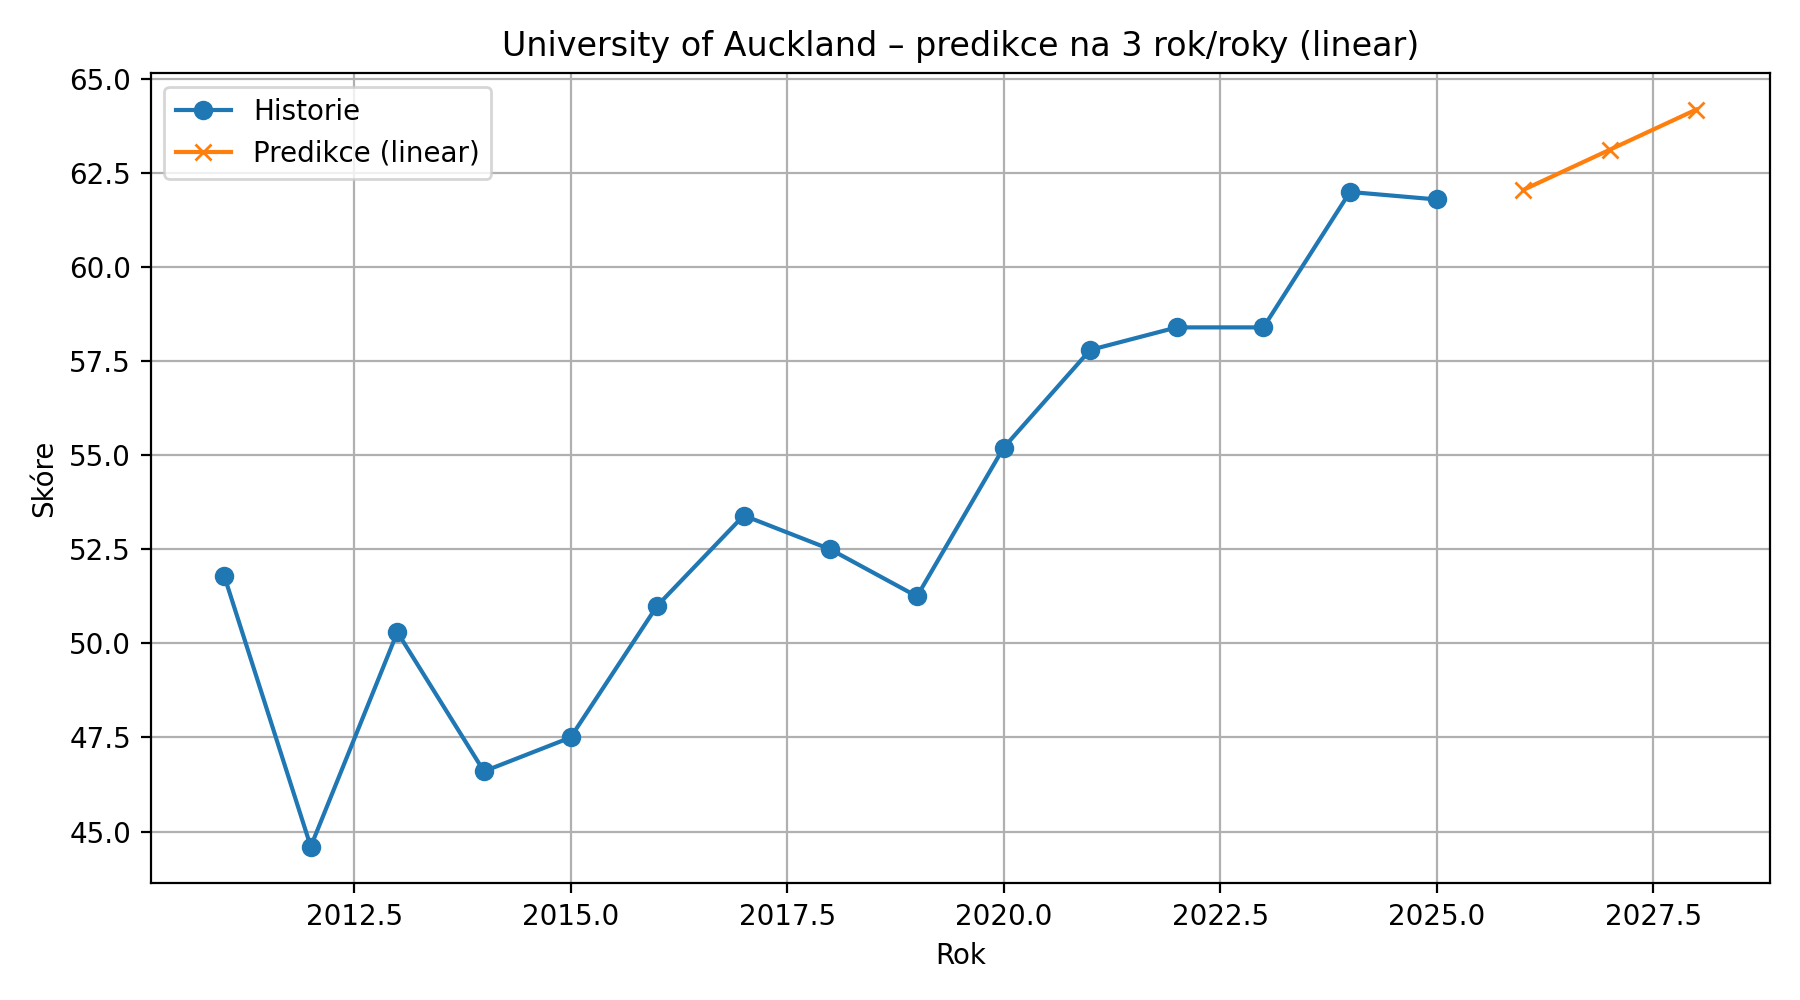 University of Auckland – predikce na 3 rok/roky (linear)
Historie
Predikce (linear)
Skóre
65.0
62.5
60.0
57.5
55.0
52.5
50.0
47.5
45.0
2012.5 2015.0 2017.5 2020.0 2022.5 2025.0 2027.5
Rok